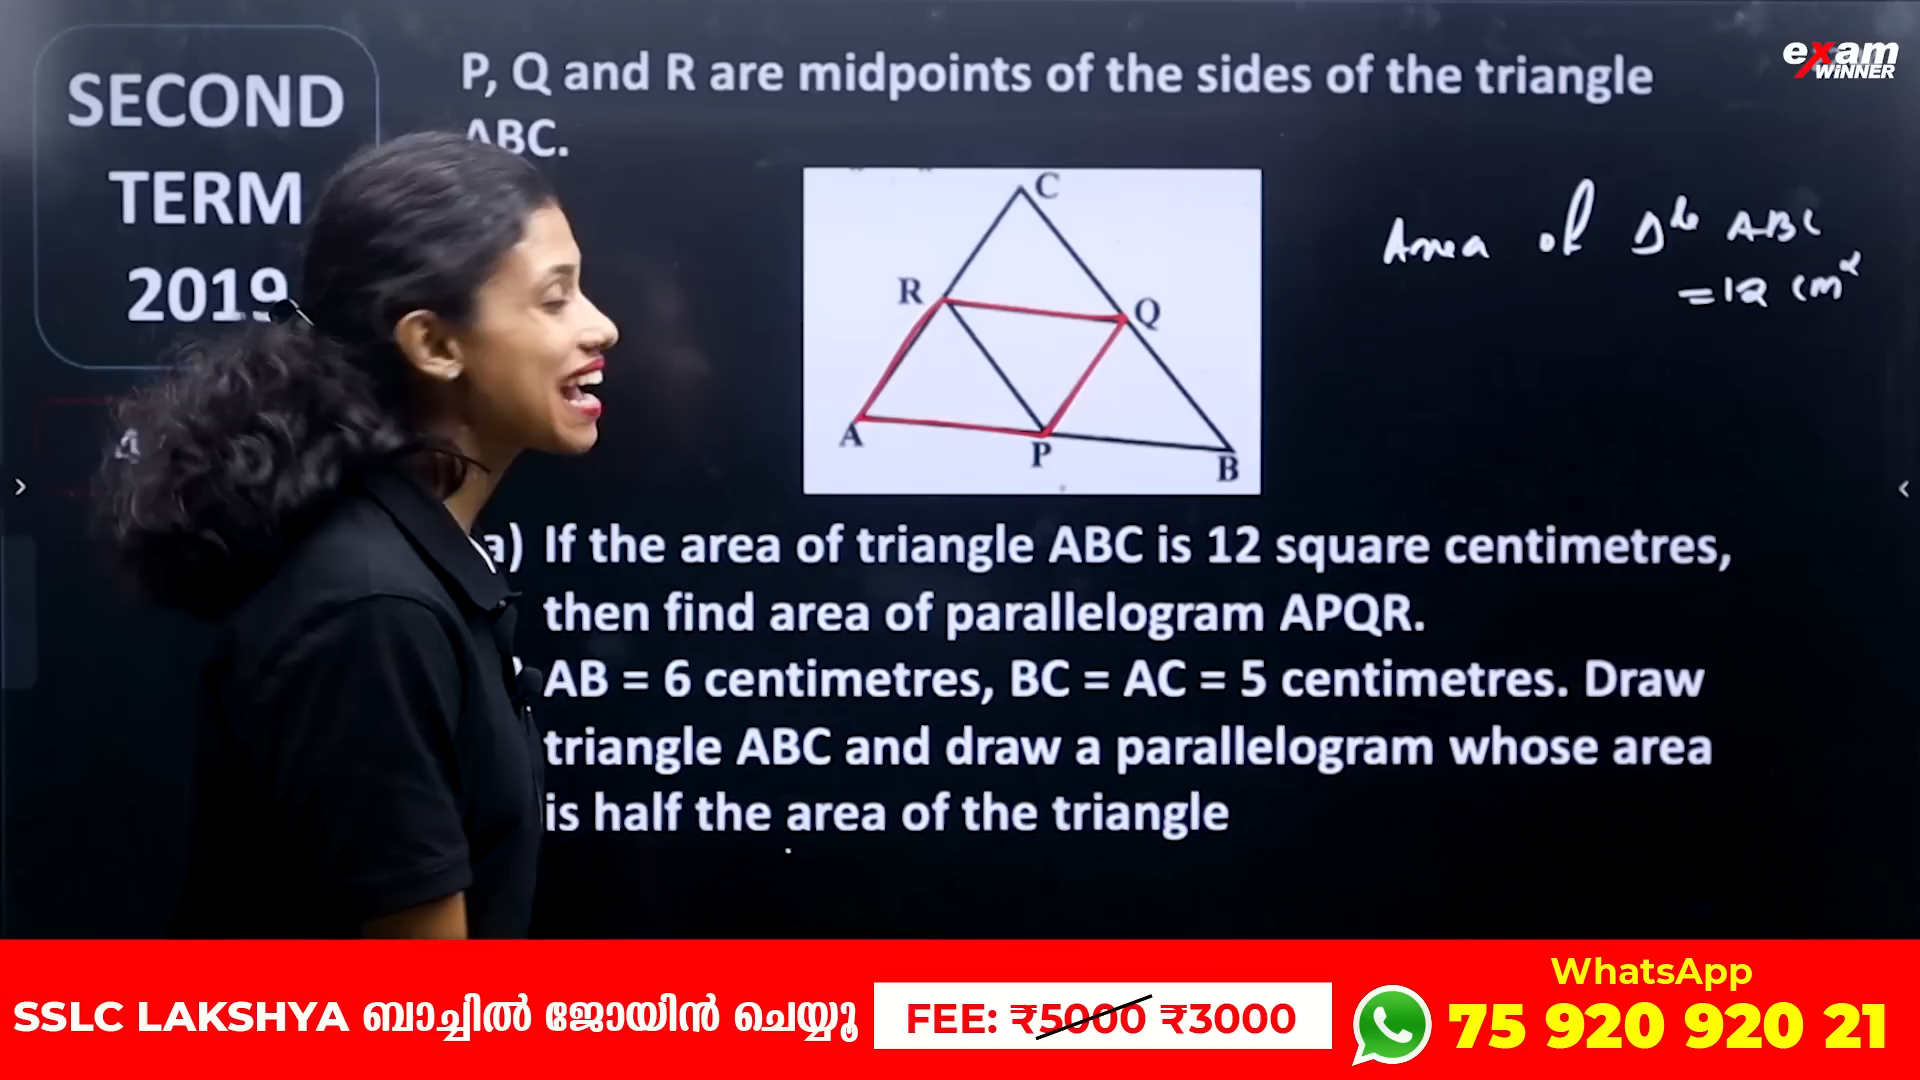 SECOND
TERM
2019
P, Q and R are midpoints of the sides of the triangle
ABC.
exam
WINNER
C
R
Q
A
P
B
Area of Δle ABC
= 12 cm²
a) If the area of triangle ABC is 12 square centimetres,
then find area of parallelogram APQR.
AB = 6 centimetres, BC = AC = 5 centimetres. Draw
triangle ABC and draw a parallelogram whose area
is half the area of the triangle
SSLC LAKSHYA ബാച്ചിൽ ജോയിൻ ചെയ്യൂ
FEE: ₹5000 ₹3000
WhatsApp
75 920 920 21